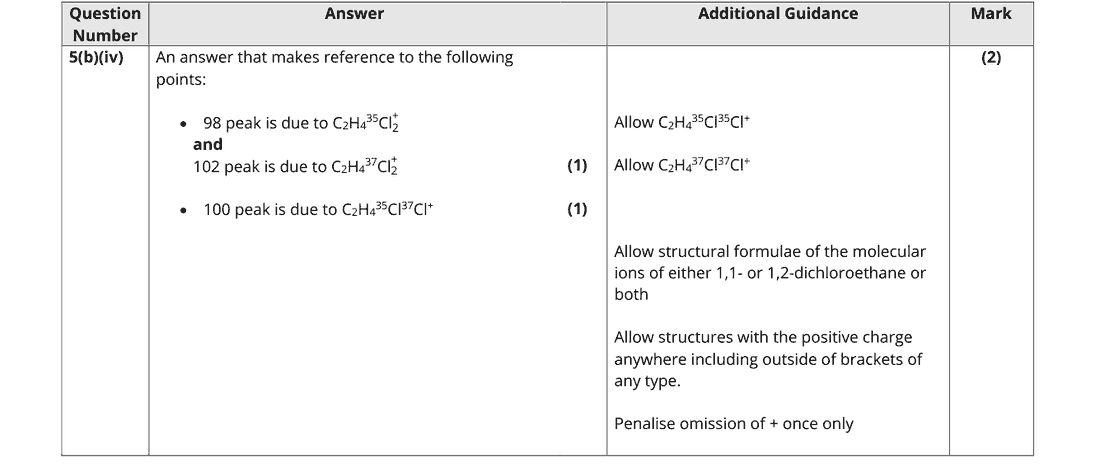 Question Number Answer Additional Guidance Mark
5(b)(iv) An answer that makes reference to the following (2)
points:
• 98 peak is due to C₂H₄³⁵Cl₂⁺ Allow C₂H₄³⁵Cl³⁵Cl⁺
and
102 peak is due to C₂H₄³⁷Cl₂⁺ (1) Allow C₂H₄³⁷Cl³⁷Cl⁺
• 100 peak is due to C₂H₄³⁵Cl³⁷Cl⁺ (1)
Allow structural formulae of the molecular
ions of either 1,1- or 1,2-dichloroethane or
both
Allow structures with the positive charge
anywhere including outside of brackets of
any type.
Penalise omission of + once only